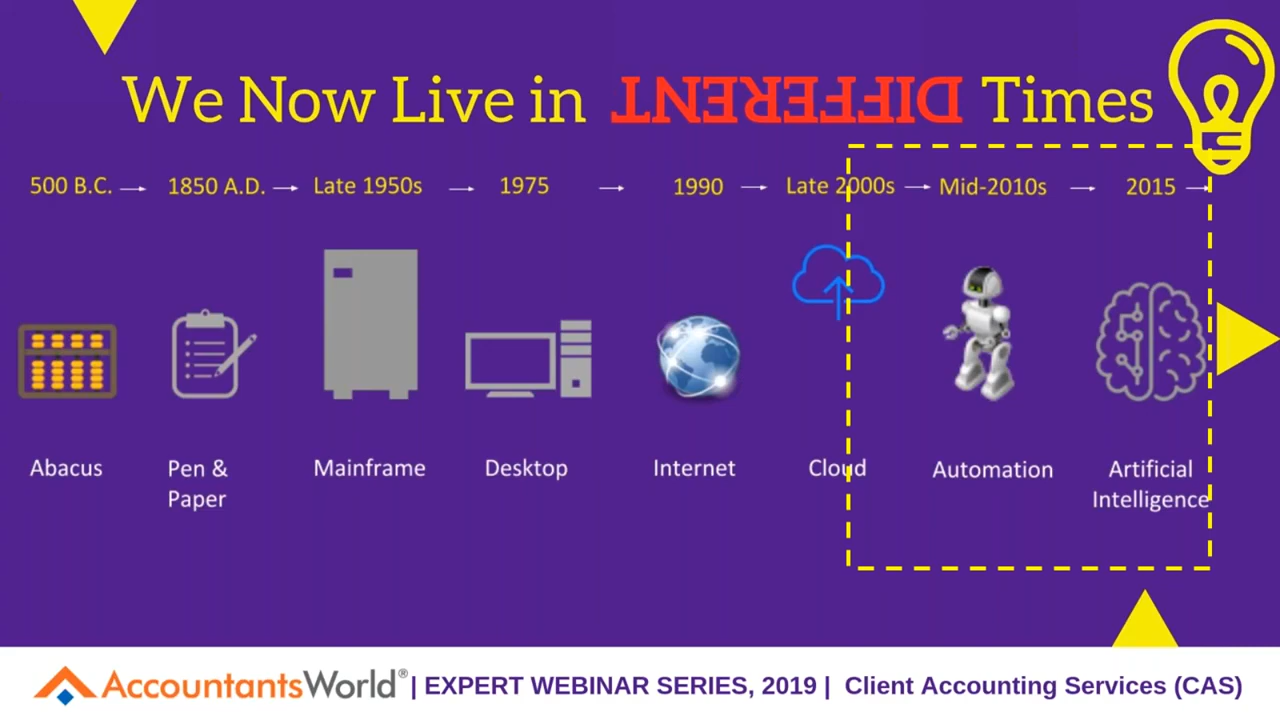 We Now Live in DIFFERENT Times
500 B.C. 1850 A.D. Late 1950s 1975 1990 Late 2000s Mid-2010s 2015
Abacus Pen & Mainframe Desktop Internet Cloud Automation Artificial
Paper Intelligence
AccountantsWorld® | EXPERT WEBINAR SERIES, 2019 | Client Accounting Services (CAS)